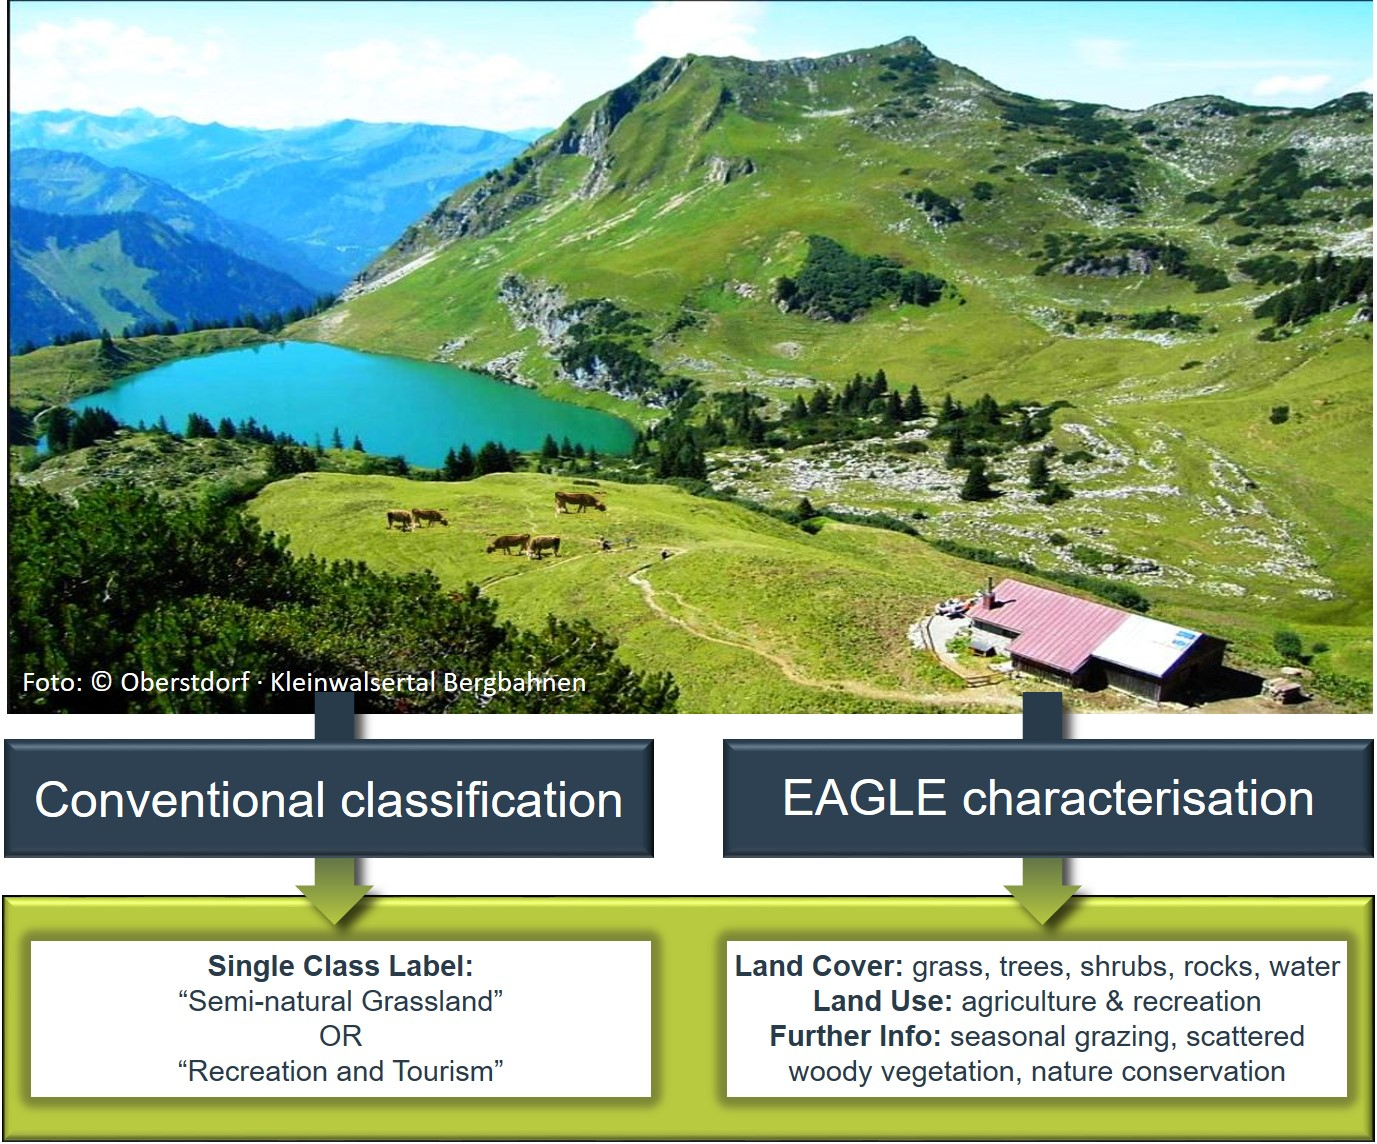 Foto: © Oberstdorf · Kleinwalsertal Bergbahnen
Conventional classification
EAGLE characterisation
Single Class Label:
“Semi-natural Grassland”
OR
“Recreation and Tourism”
Land Cover: grass, trees, shrubs, rocks, water
Land Use: agriculture & recreation
Further Info: seasonal grazing, scattered
woody vegetation, nature conservation